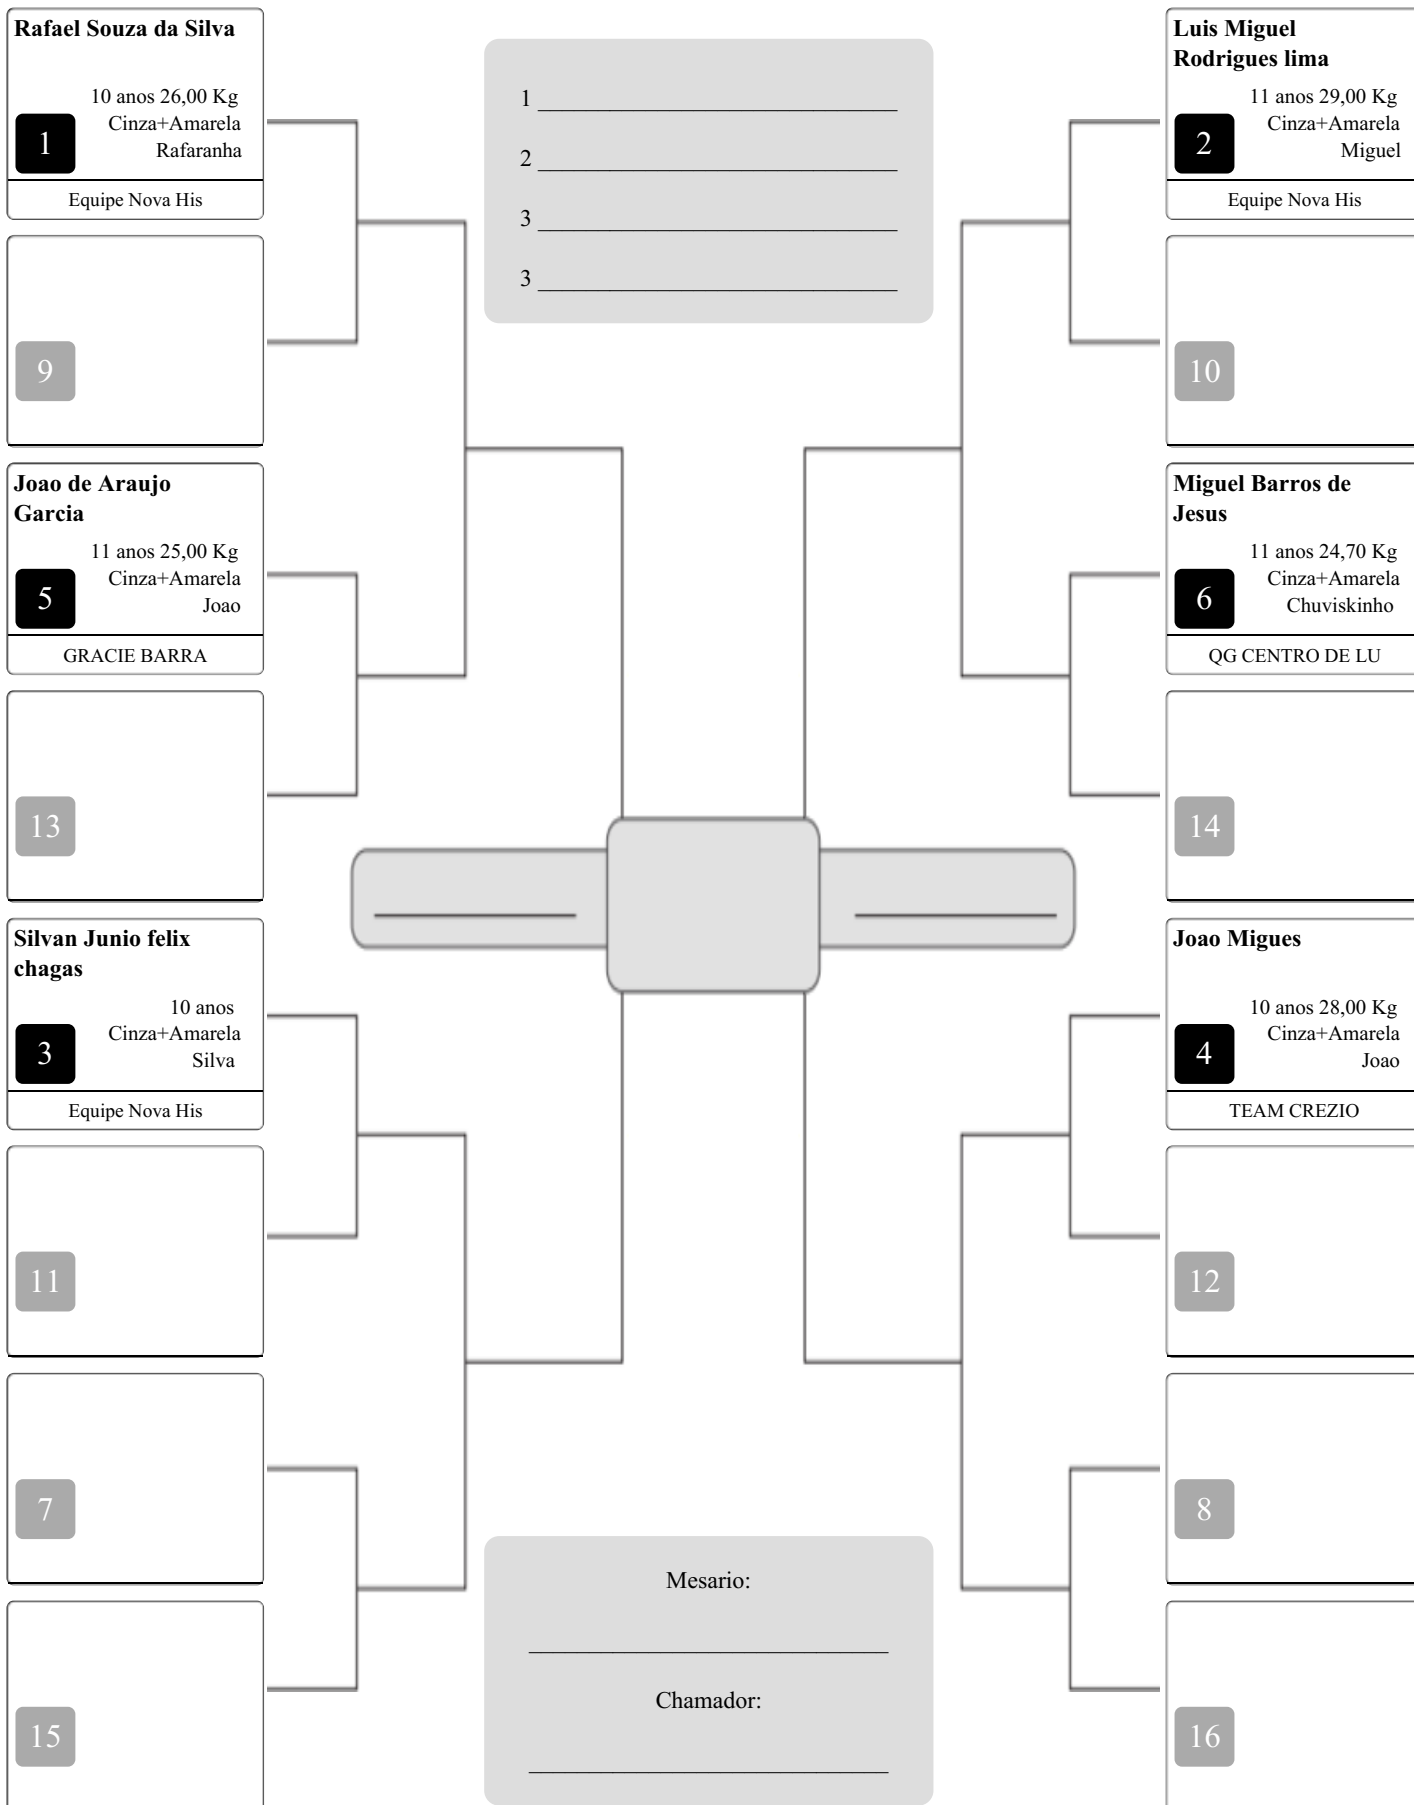 Rafael Souza da Silva
10 anos 26,00 Kg
Cinza+Amarela
1
Rafaranha
Equipe Nova His
9
Joao de Araujo
Garcia
11 anos 25,00 Kg
Cinza+Amarela
5
Joao
GRACIE BARRA
13
Silvan Junio felix
chagas
10 anos
Cinza+Amarela
3
Silva
Equipe Nova His
11
7
15
1 ______________________________
2 ______________________________
3 ______________________________
3 ______________________________
Mesario:
______________________________
Chamador:
______________________________
Luis Miguel
Rodrigues lima
11 anos 29,00 Kg
Cinza+Amarela
2
Miguel
Equipe Nova His
10
Miguel Barros de
Jesus
11 anos 24,70 Kg
Cinza+Amarela
6
Chuviskinho
QG CENTRO DE LU
14
Joao Migues
10 anos 28,00 Kg
Cinza+Amarela
4
Joao
TEAM CREZIO
12
8
16